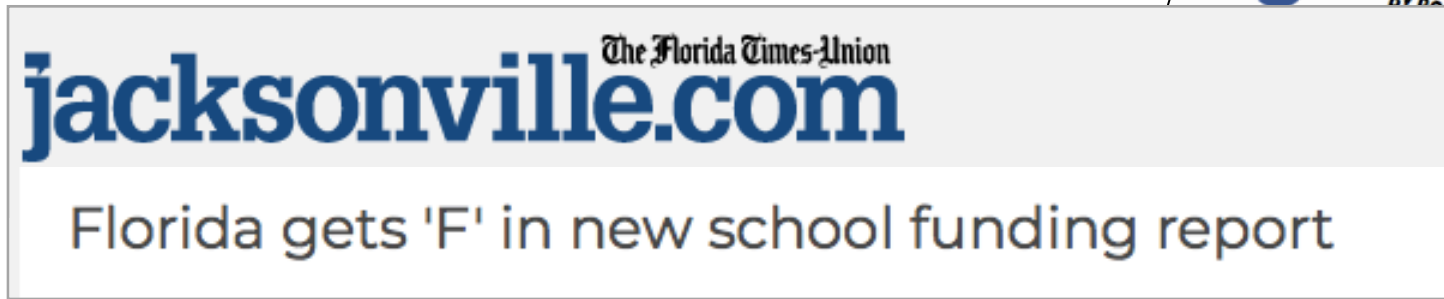 The Florida Times-Union
jacksonville.com
Florida gets 'F' in new school funding report